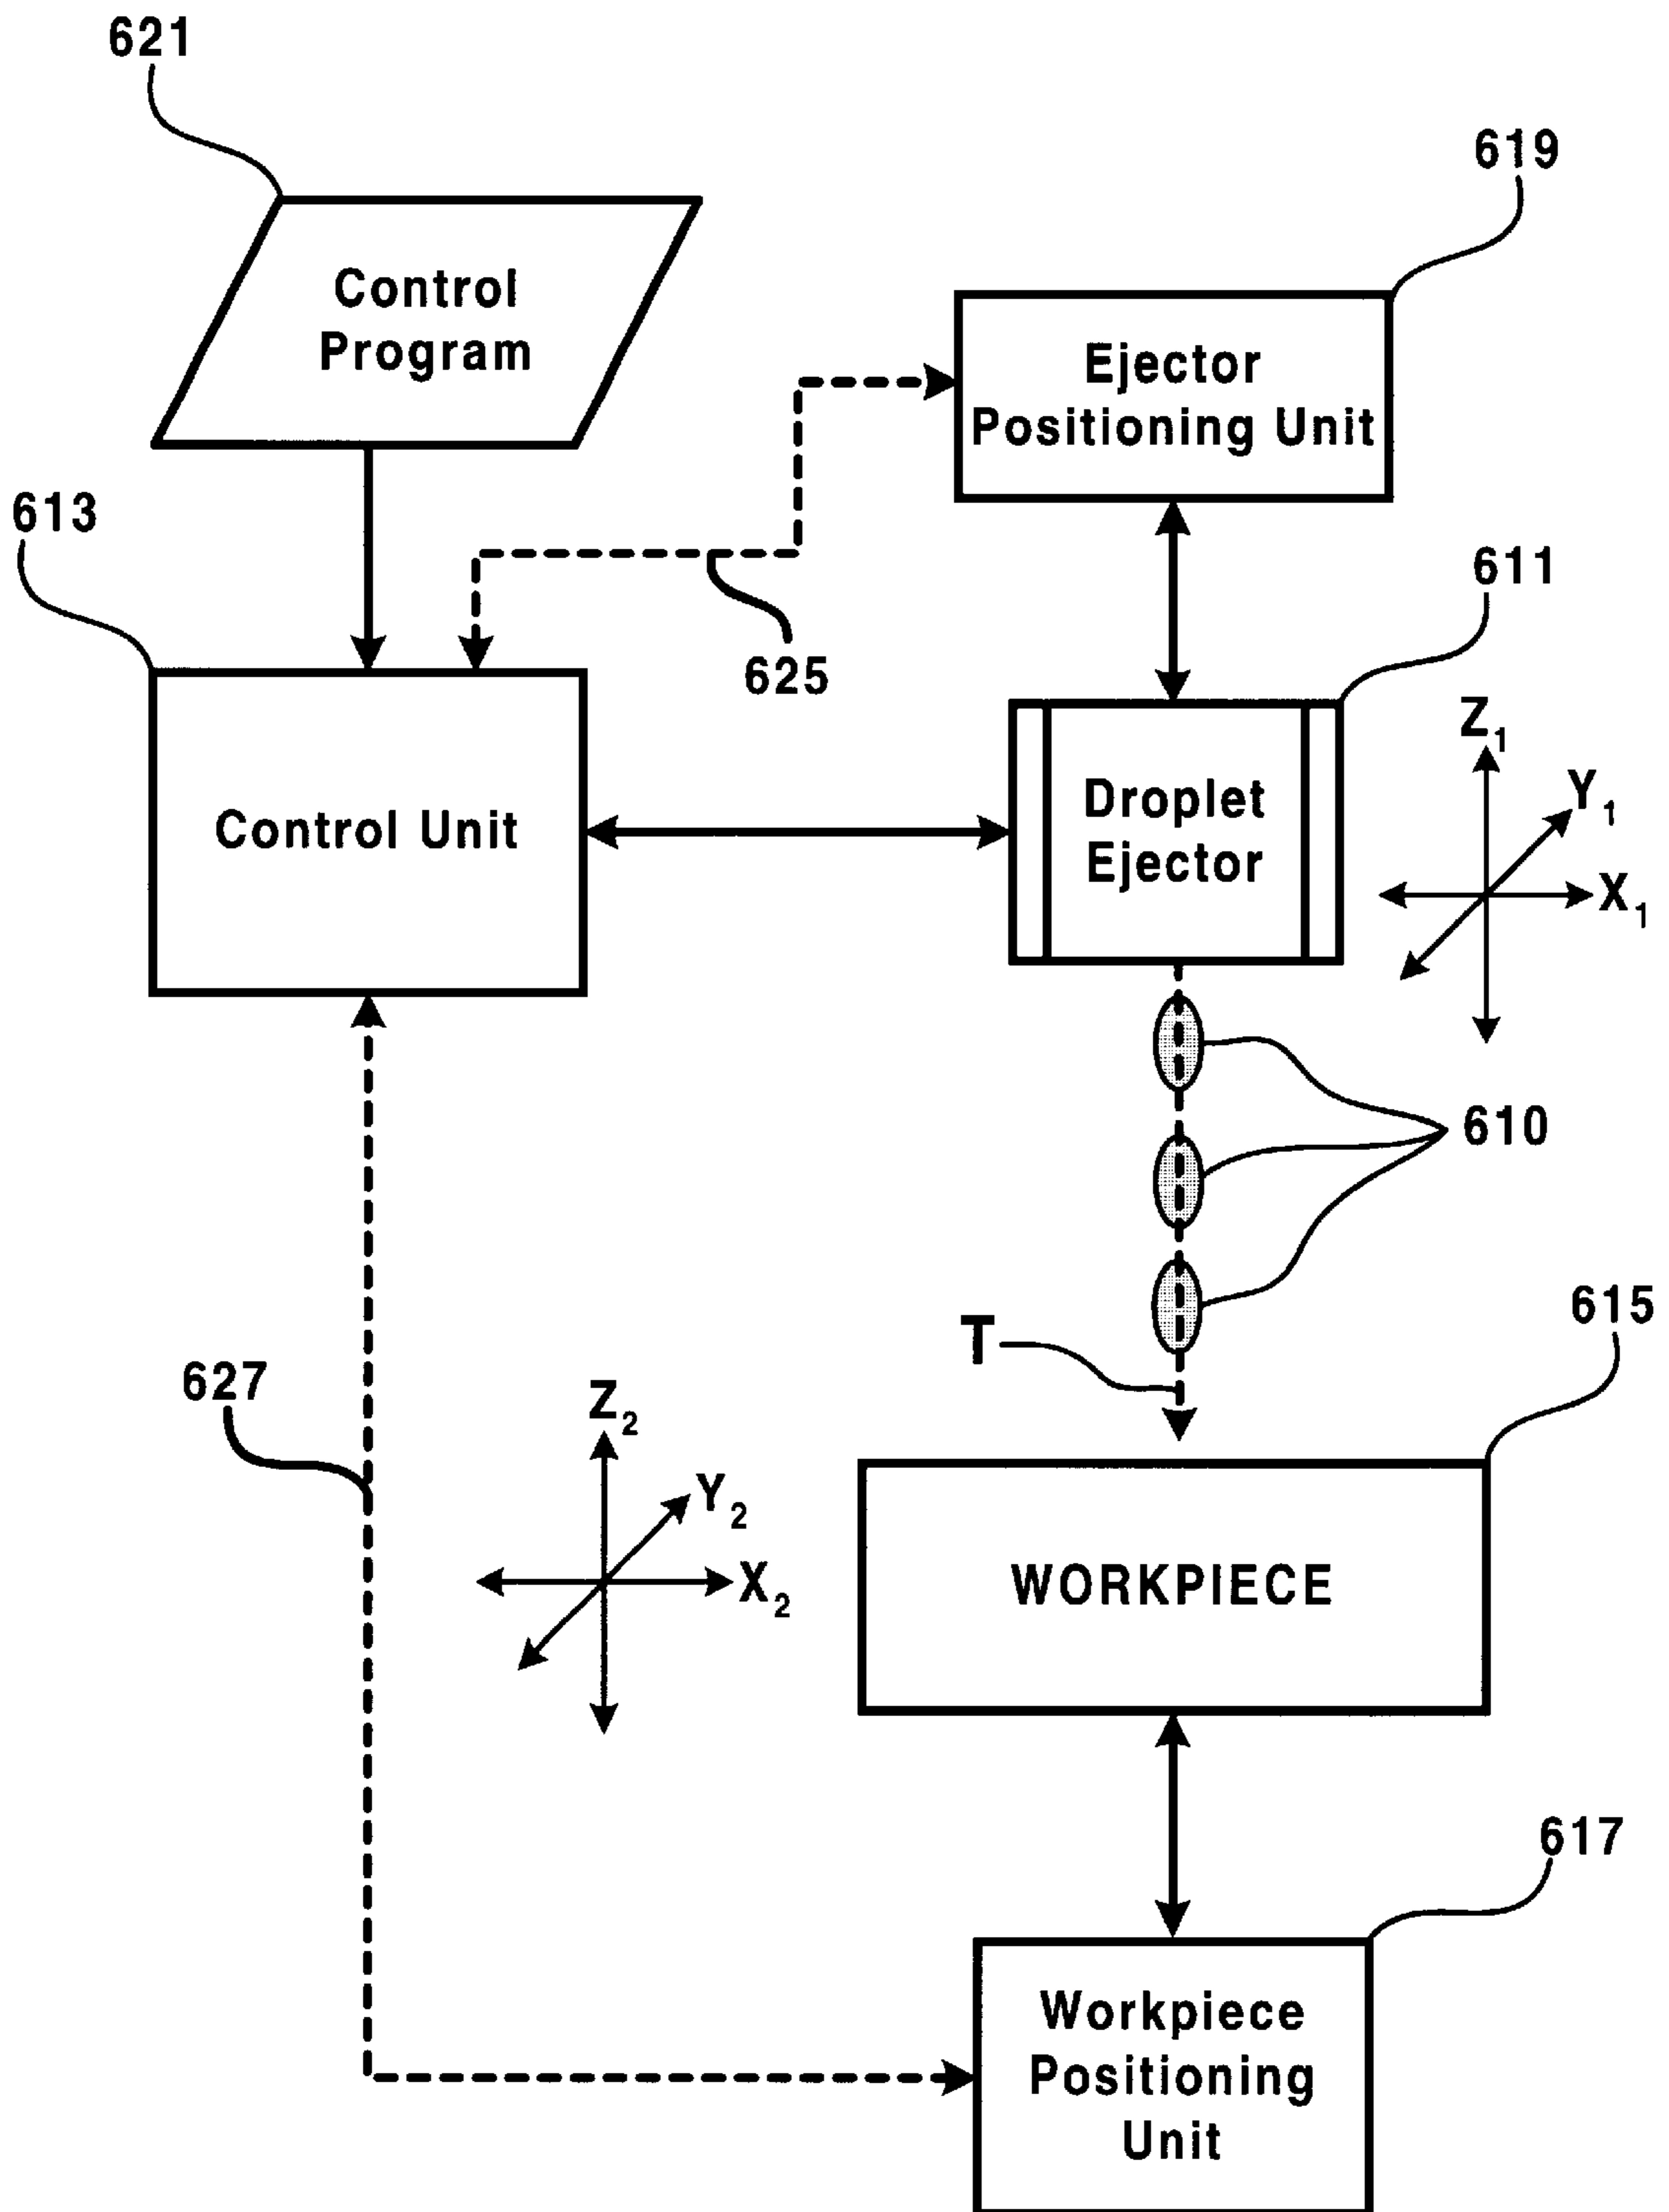 621
619
Control
Program
Ejector
Positioning Unit
613
611
625
Z1
Y1
X1
Control Unit
Droplet
Ejector
610
615
T
627
Z2
Y2
X2
WORKPIECE
617
Workpiece
Positioning
Unit